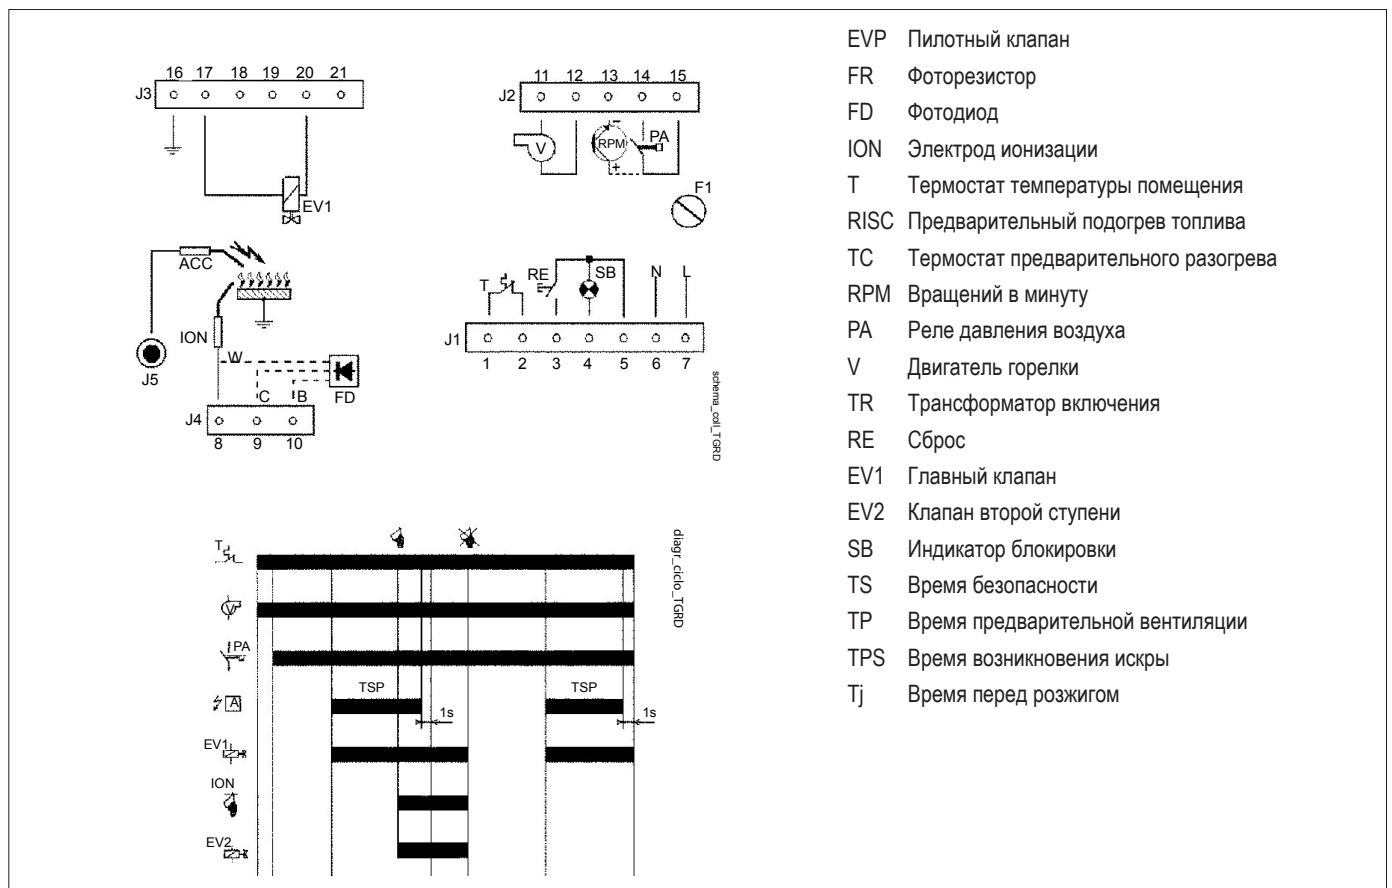 16 17 18 19 20 21
J3
EV1
11 12 13 14 15
J2
V
RPM
PA
-
+
F1
ACC
ION
J5
W
C
B
FD
J4
8 9 10
T
RE
SB
N
L
J1
1 2 3 4 5 6 7
schema_coll_TGRD
diagr_ciclo_TGRD
T
V
PA
TSP
TSP
A
1s
1s
EV1
ION
EV2
EVP Пилотный клапан
FR Фоторезистор
FD Фотодиод
ION Электрод ионизации
T Термостат температуры помещения
RISC Предварительный подогрев топлива
TC Термостат предварительного разогрева
RPM Вращений в минуту
PA Реле давления воздуха
V Двигатель горелки
TR Трансформатор включения
RE Сброс
EV1 Главный клапан
EV2 Клапан второй ступени
SB Индикатор блокировки
TS Время безопасности
TP Время предварительной вентиляции
TPS Время возникновения искры
Tj Время перед розжигом